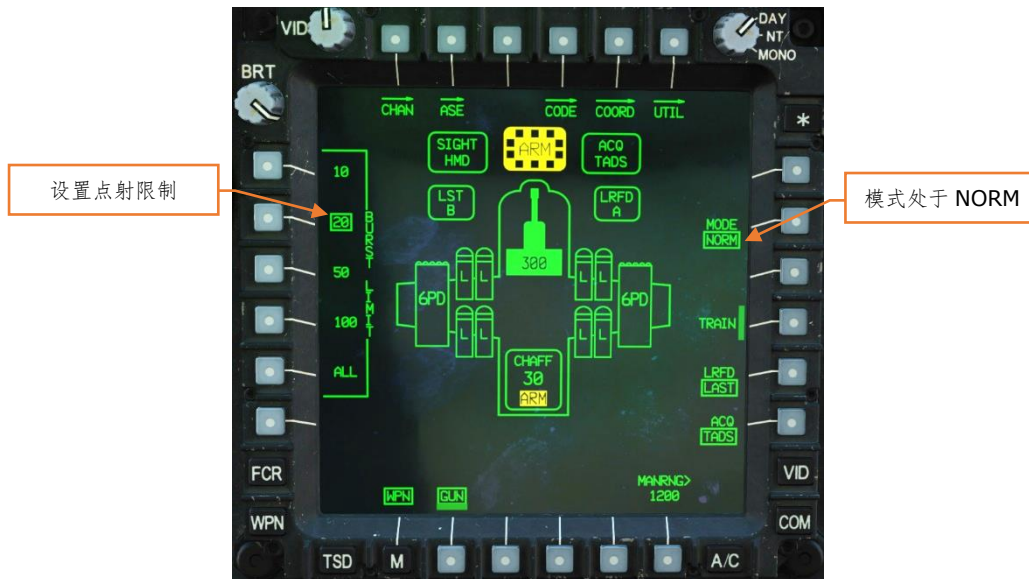 VID
DAY
NT
MONO
BRT
CHAN
ASE
CODE
COORD
UTIL
*
SIGHT
HMD
ARM
ACQ
TADS
10
LST
B
LRFD
A
设置点射限制
模式处于 NORM
20
BURST LIMIT
MODE
NORM
300
50
6PD
L
L
L
L
6PD
100
L
L
L
L
TRAIN
CHAFF
30
ARM
ALL
LRFD
LAST
ACQ
TADS
FCR
VID
MANRNG>
1200
WPN
GUN
WPN
COM
TSD
M
A/C